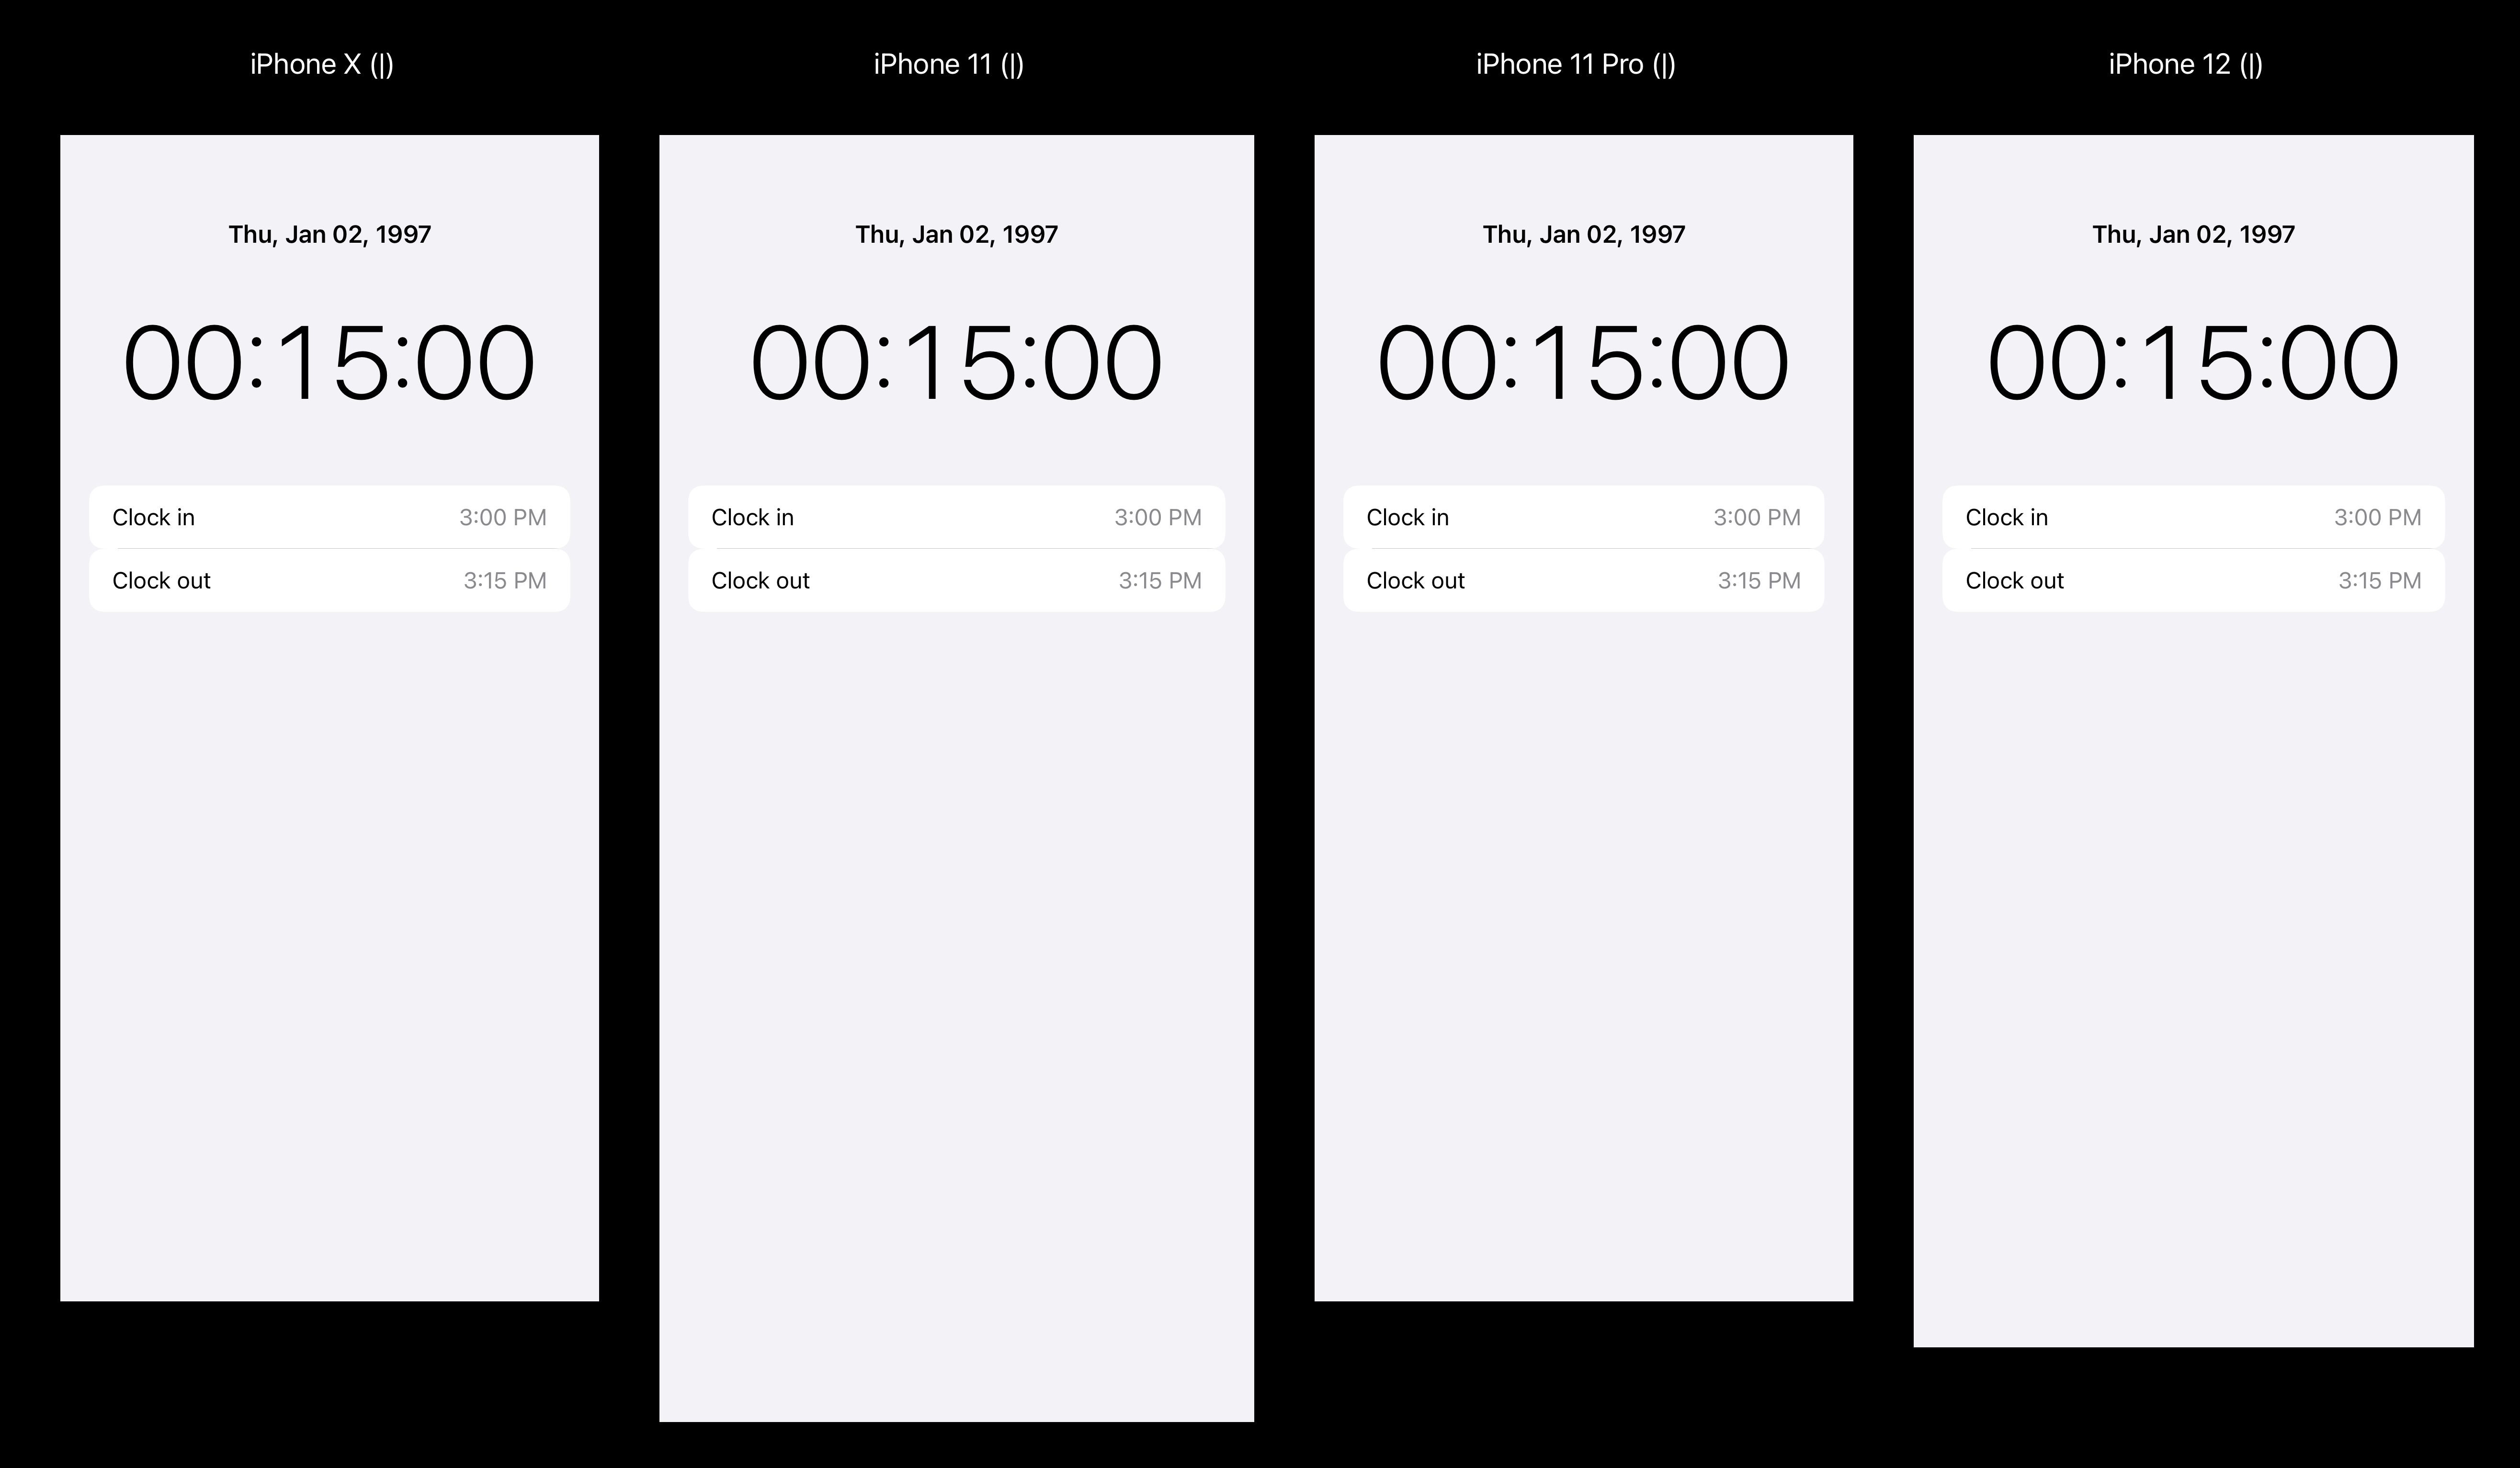 iPhone X (|)
Thu, Jan 02, 1997
00:15:00
Clock in 3:00 PM
Clock out 3:15 PM
iPhone 11 (|)
Thu, Jan 02, 1997
00:15:00
Clock in 3:00 PM
Clock out 3:15 PM
iPhone 11 Pro (|)
Thu, Jan 02, 1997
00:15:00
Clock in 3:00 PM
Clock out 3:15 PM
iPhone 12 (|)
Thu, Jan 02, 1997
00:15:00
Clock in 3:00 PM
Clock out 3:15 PM